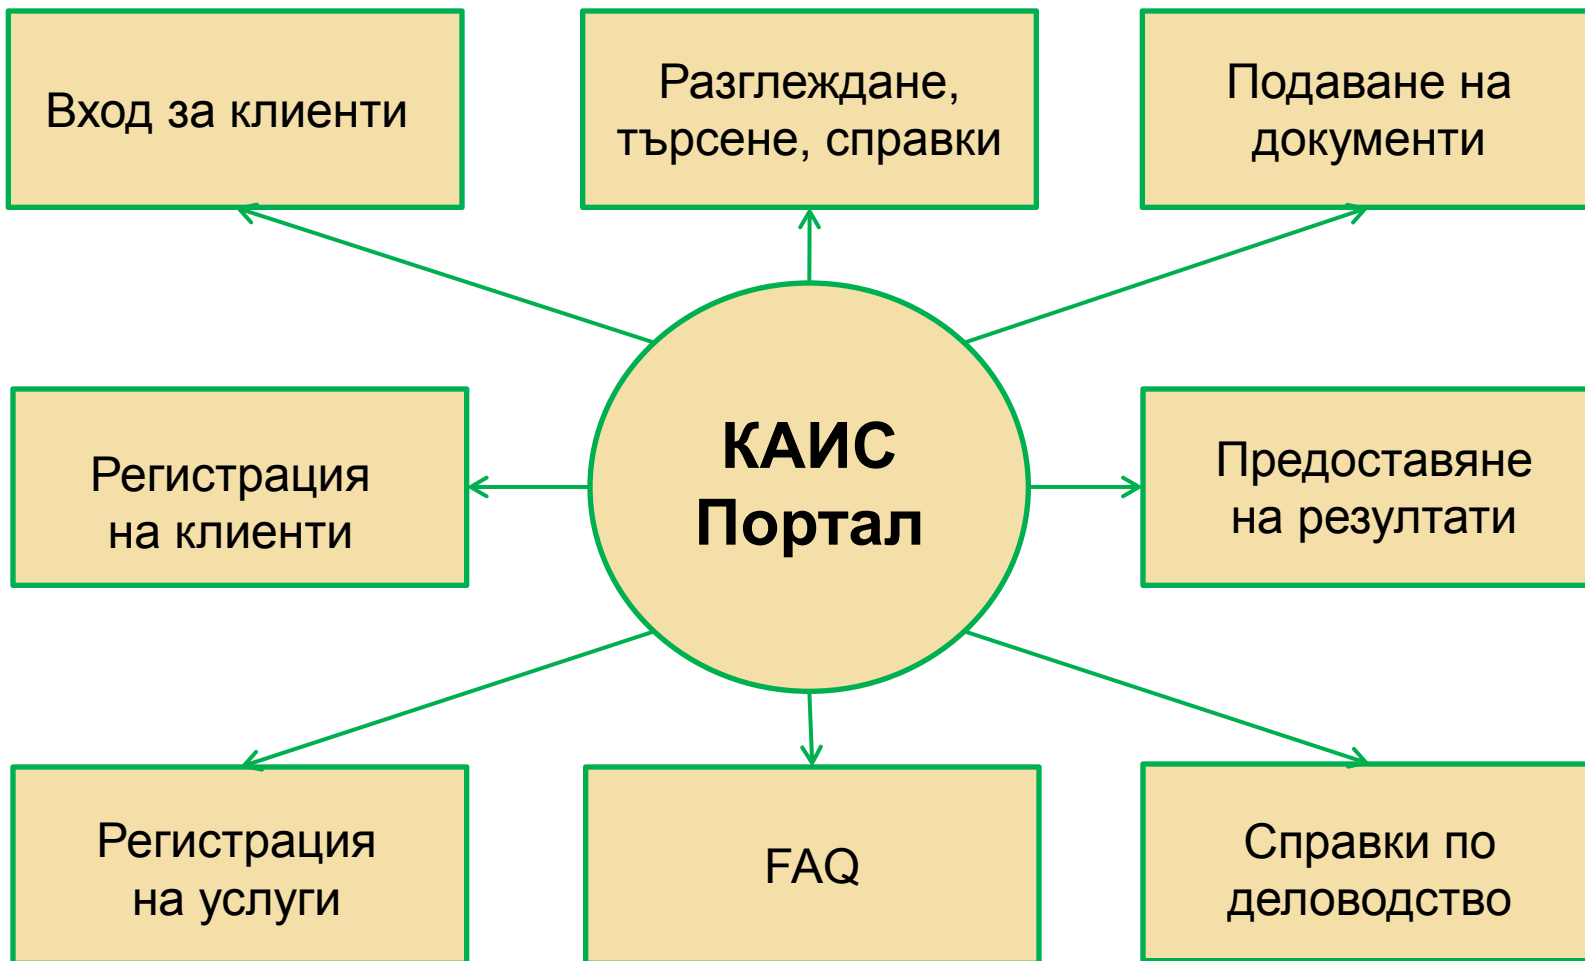 Вход за клиенти
Разглеждане,
търсене, справки
Подаване на
документи
Регистрация
на клиенти
КАИС
Портал
Предоставяне
на резултати
Регистрация
на услуги
FAQ
Справки по
деловодство